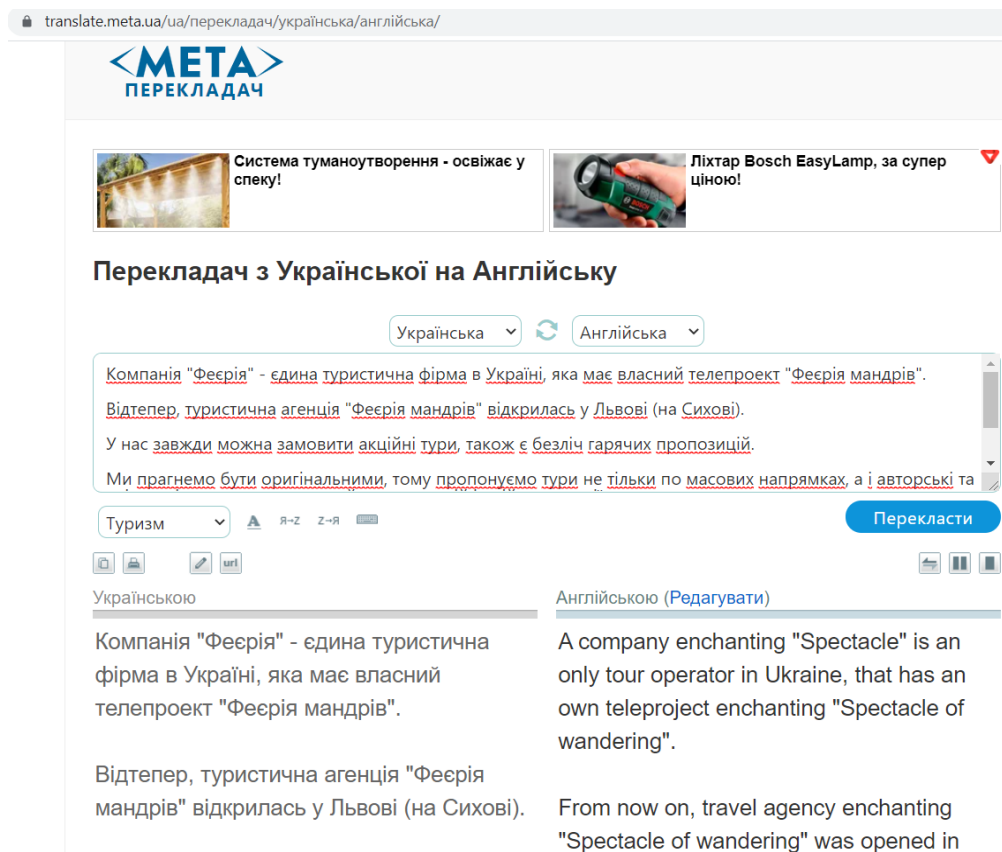 translate.meta.ua/ua/перекладач/українська/англійська/
<МЕТА>
ПЕРЕКЛАДАЧ
Система туманоутворення - освіжає у
спеку!
Ліхтар Bosch EasyLamp, за супер
ціною!
Перекладач з Української на Англійську
Українська
Англійська
Компанія "Феєрія" - єдина туристична фірма в Україні, яка має власний телепроект "Феєрія мандрів".
Відтепер, туристична агенція "Феєрія мандрів" відкрилась у Львові (на Сихові).
У нас завжди можна замовити акційні тури, також є безліч гарячих пропозицій.
Ми прагнемо бути оригінальними, тому пропонуємо тури не тільки по масових напрямках, а і авторські та
Туризм
А Я→Z Z→Я
Перекласти
url
Українською
Англійською (Редагувати)
Компанія "Феєрія" - єдина туристична
фірма в Україні, яка має власний
телепроект "Феєрія мандрів".
Відтепер, туристична агенція "Феєрія
мандрів" відкрилась у Львові (на Сихові).
A company enchanting "Spectacle" is an
only tour operator in Ukraine, that has an
own teleproject enchanting "Spectacle of
wandering".
From now on, travel agency enchanting
"Spectacle of wandering" was opened in